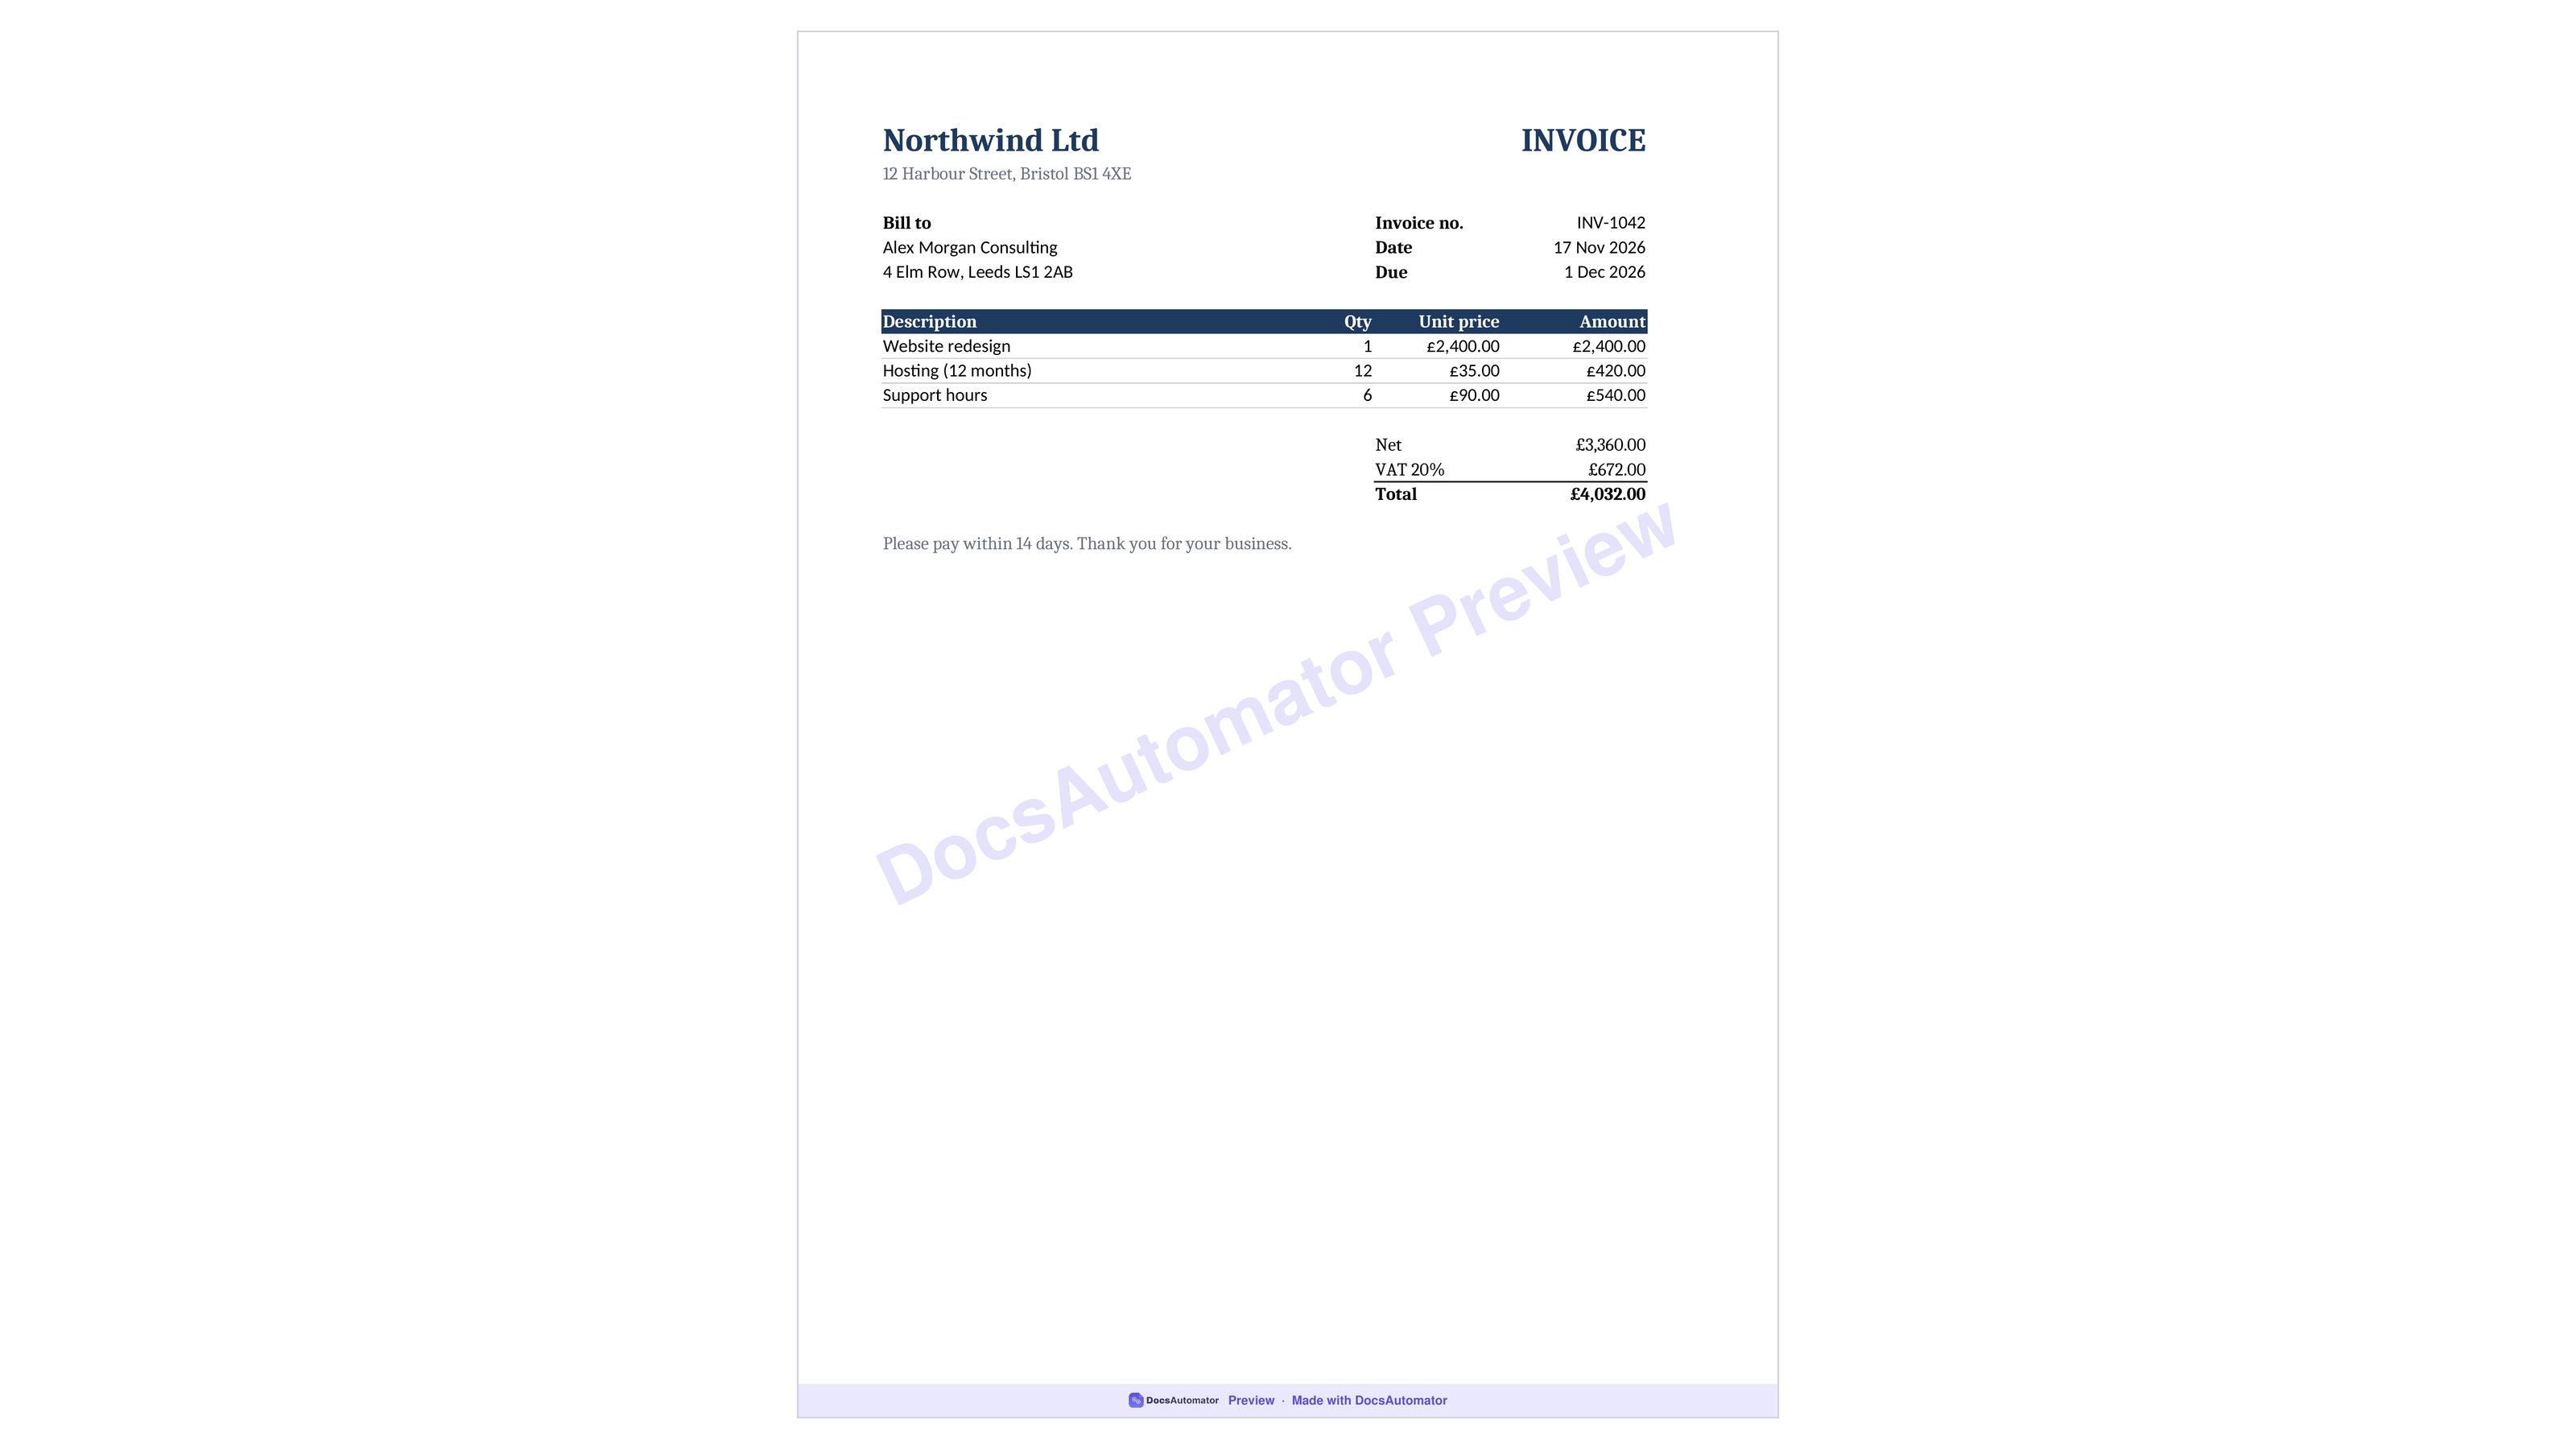 Northwind Ltd INVOICE
12 Harbour Street, Bristol BS1 4XE
Bill to Invoice no. INV-1042
Alex Morgan Consulting Date 17 Nov 2026
4 Elm Row, Leeds LS1 2AB Due 1 Dec 2026
Description Qty Unit price Amount
Website redesign 1 £2,400.00 £2,400.00
Hosting (12 months) 12 £35.00 £420.00
Support hours 6 £90.00 £540.00
Net £3,360.00
VAT 20% £672.00
Total £4,032.00
Please pay within 14 days. Thank you for your business.
DocsAutomator Preview
DocsAutomator Preview · Made with DocsAutomator